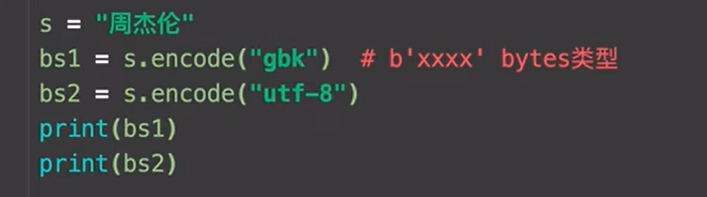 s = "周杰伦"
bs1 = s.encode("gbk")  # b'xxxx' bytes类型
bs2 = s.encode("utf-8")
print(bs1)
print(bs2)